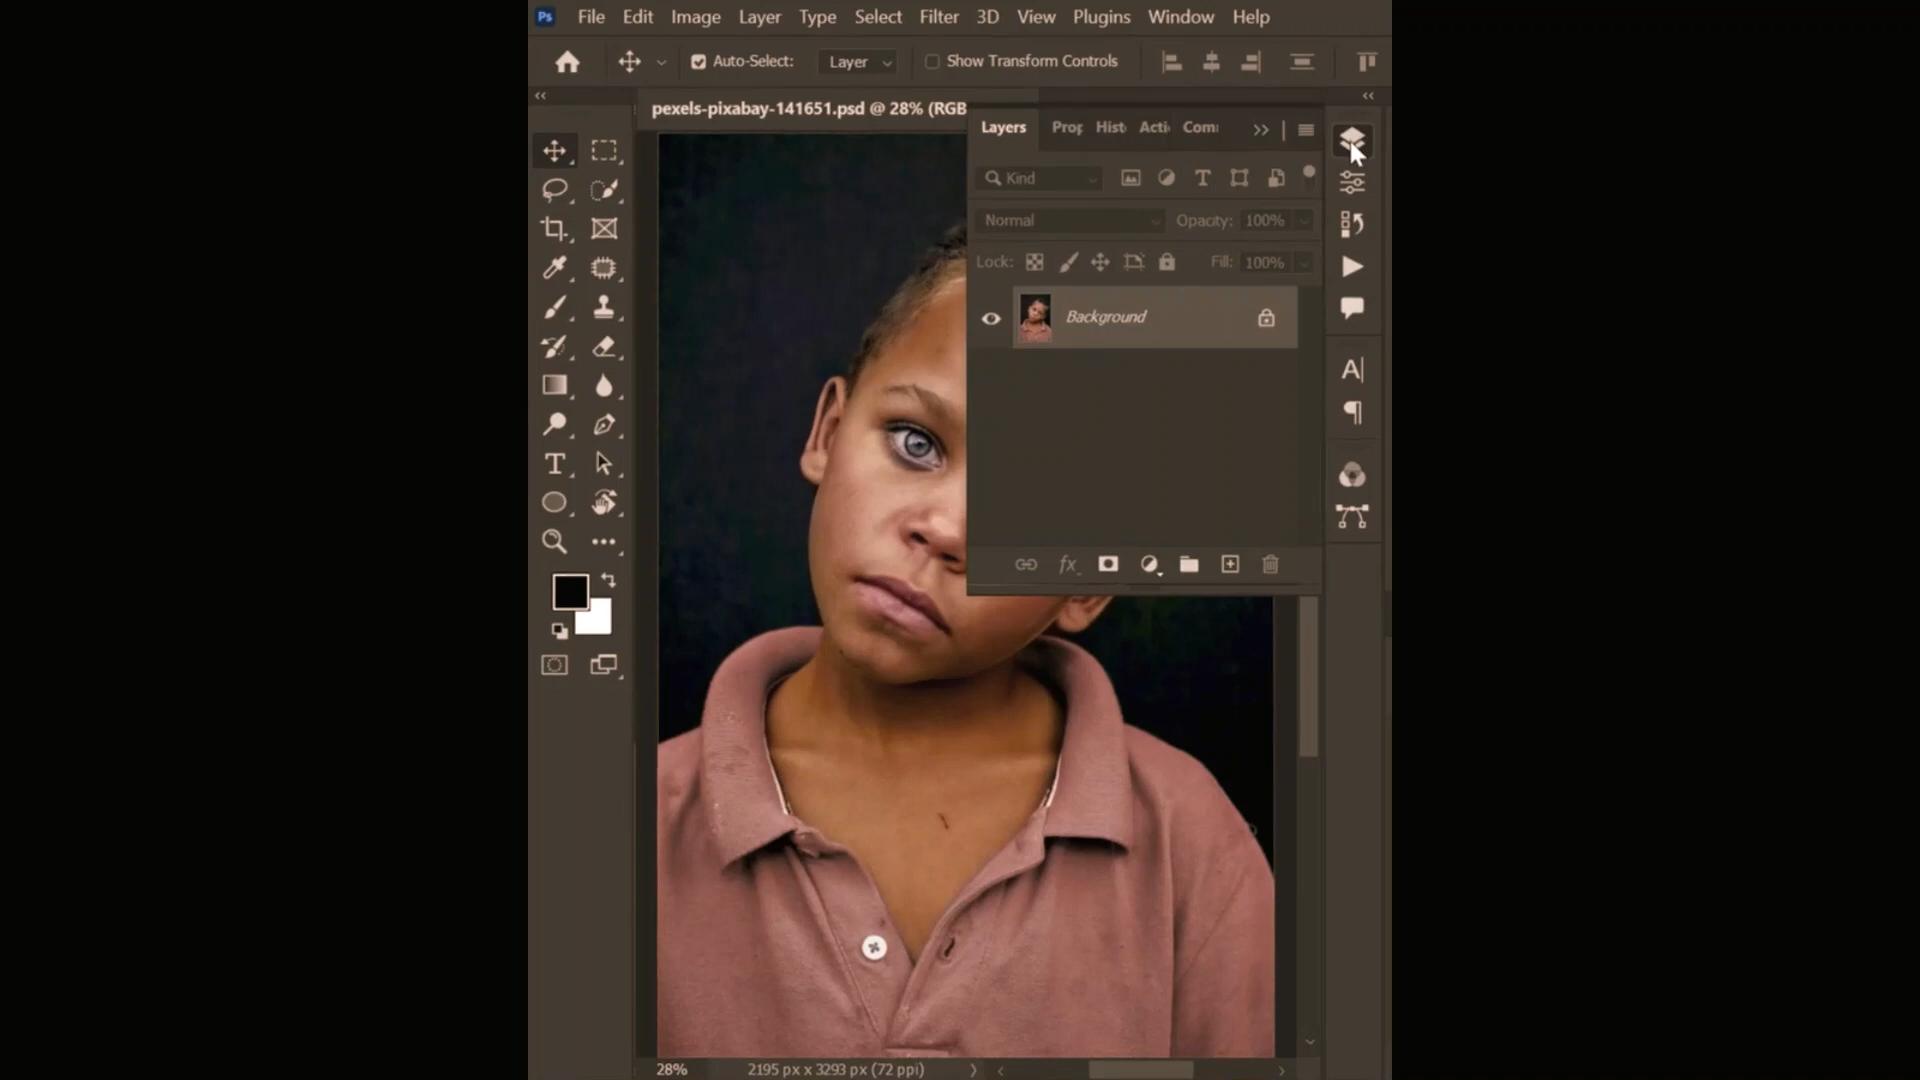 Ps File Edit Image Layer Type Select Filter 3D View Plugins Window Help
Auto-Select: Layer Show Transform Controls
pexels-pixabay-141651.psd @ 28% (RGB
Layers Prop Hist Acti Com
Kind
Normal Opacity: 100%
Lock: Fill: 100%
Background
fx
28% 2195 px x 3293 px (72 ppi)